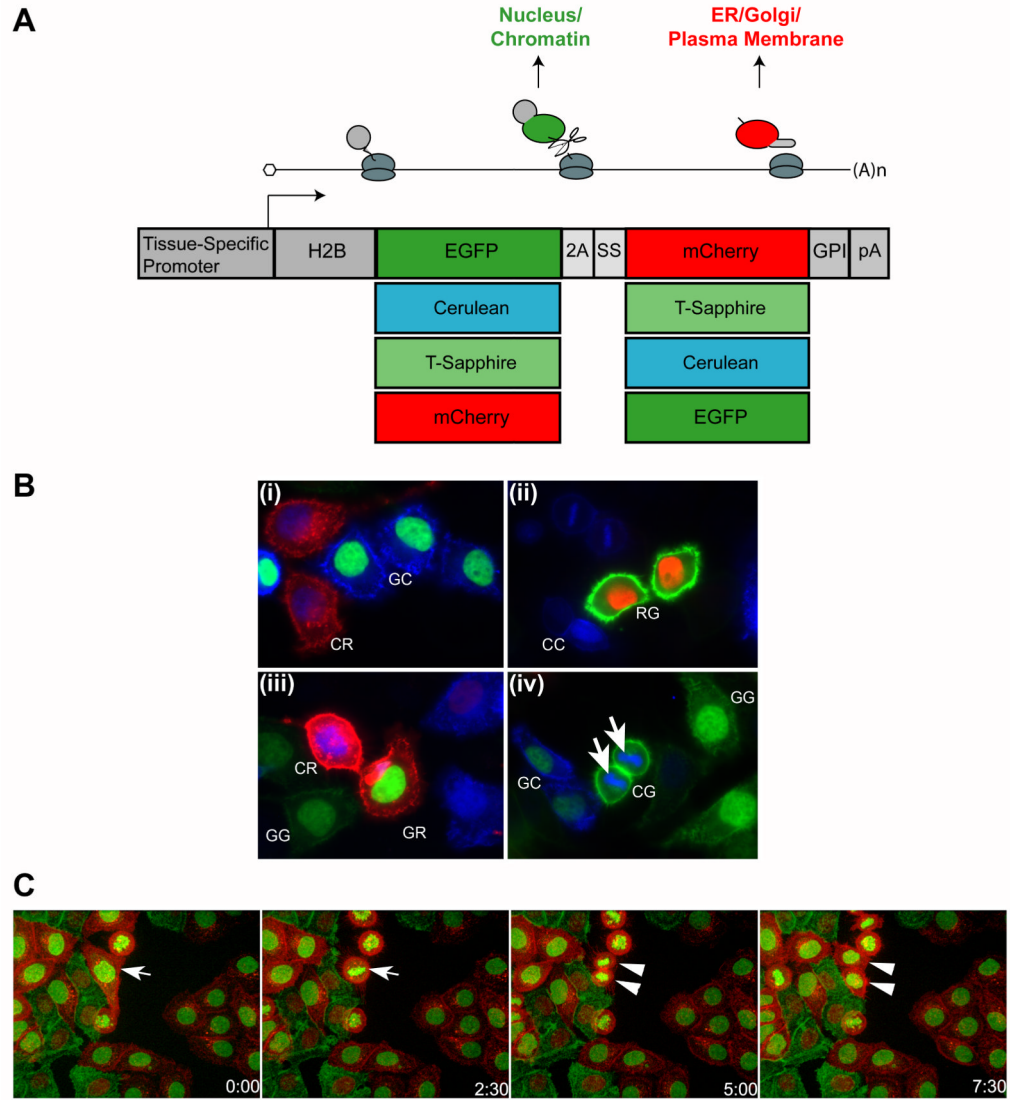 A
Nucleus/
Chromatin
ER/Golgi/
Plasma Membrane
(A)n
Tissue-Specific
Promoter
H2B
EGFP
2A
SS
mCherry
GPI
pA
Cerulean
T-Sapphire
T-Sapphire
Cerulean
mCherry
EGFP
B
(i)
GC
CR
(ii)
RG
CC
(iii)
CR
GG
GR
(iv)
GG
GC
CG
C
0:00
2:30
5:00
7:30